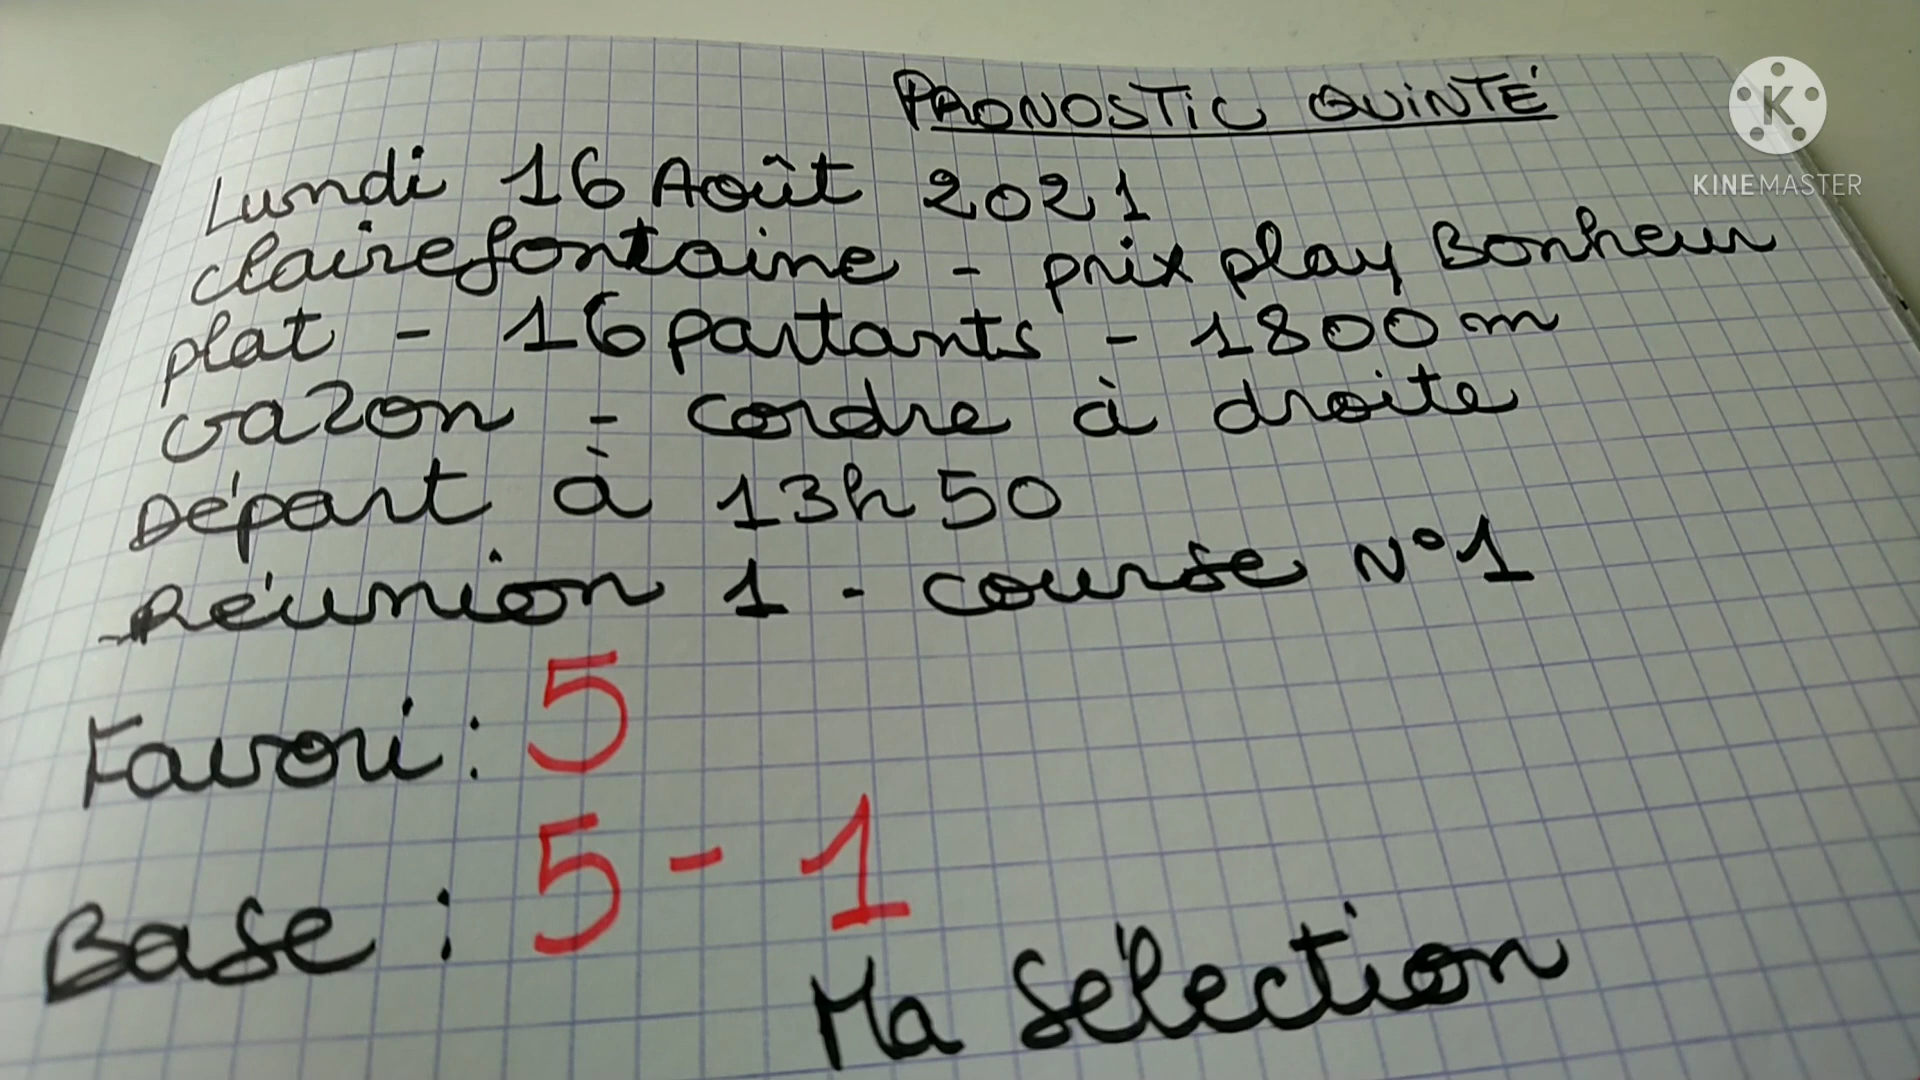 PRONOSTIC QUINTÉ
K
KINEMASTER
Lundi 16 Août 2021
clairefontaine - prix play Bonheur
plat - 16 partants - 1800 m
Gazon - cordre à droite
Départ à 13h50
Réunion 1 - course N°1
Favori : 5
Base : 5 - 1
Ma sélection